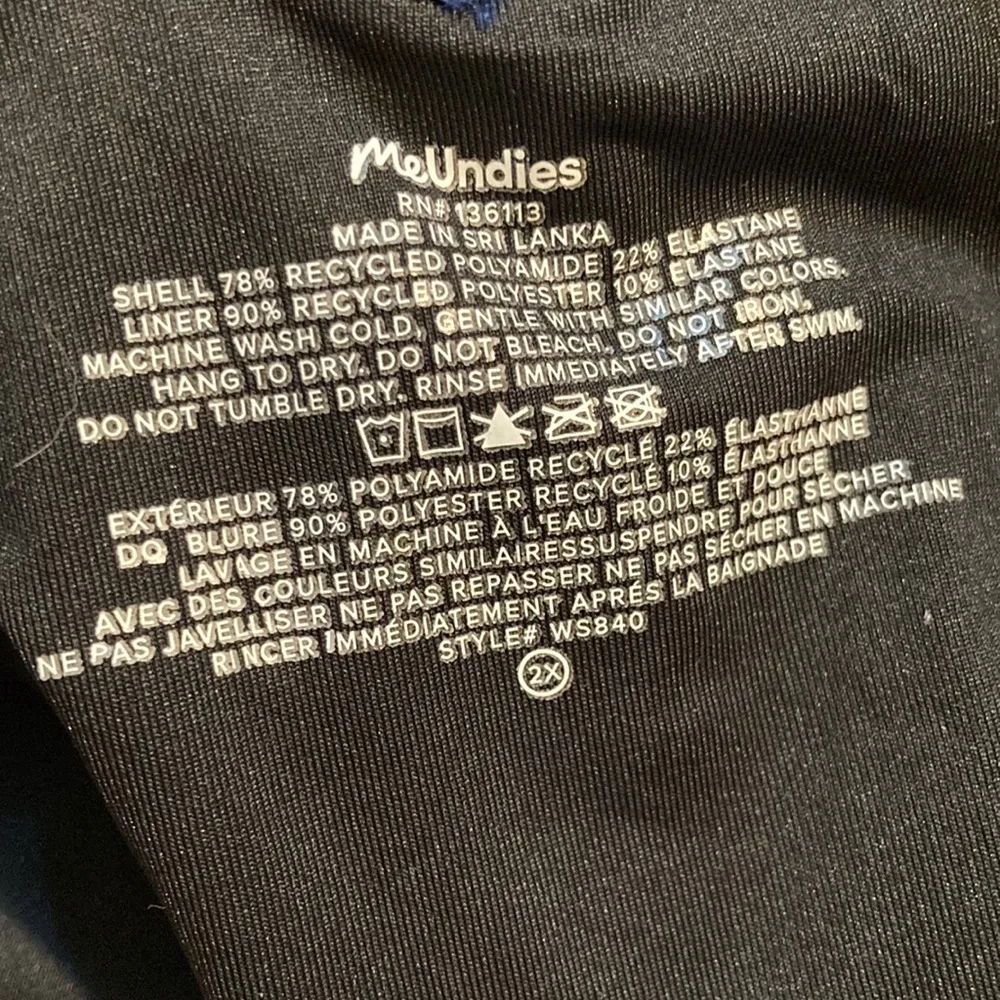 MeUndies
RN# 136113
MADE IN SRI LANKA
SHELL 78% RECYCLED POLYAMIDE 22% ELASTANE
LINER 90% RECYCLED POLYESTER 10% ELASTANE
MACHINE WASH COLD, GENTLE WITH SIMILAR COLORS.
HANG TO DRY. DO NOT BLEACH. DO NOT IRON.
DO NOT TUMBLE DRY. RINSE IMMEDIATELY AFTER SWIM.
EXTÉRIEUR 78% POLYAMIDE RECYCLÉ 22% ÉLASTHANNE
DO BLURE 90% POLYESTER RECYCLÉ 10% ÉLASTHANNE
LAVAGE EN MACHINE À L'EAU FROIDE ET DOUCE
AVEC DES COULEURS SIMILAIRESSUSPENDRE POUR SÉCHER
NE PAS JAVELLISER NE PAS REPASSER NE PAS SÉCHER EN MACHINE
RINCER IMMÉDIATEMENT APRÉS LA BAIGNADE
STYLE# WS840
2X